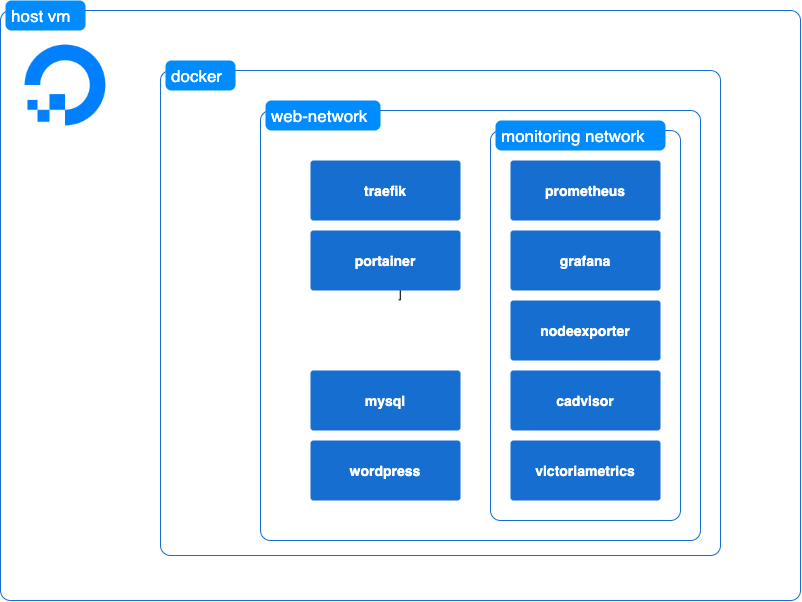 host vm
docker
web-network
monitoring network
traefik
prometheus
portainer
grafana
nodeexporter
mysql
cadvisor
wordpress
victoriametrics